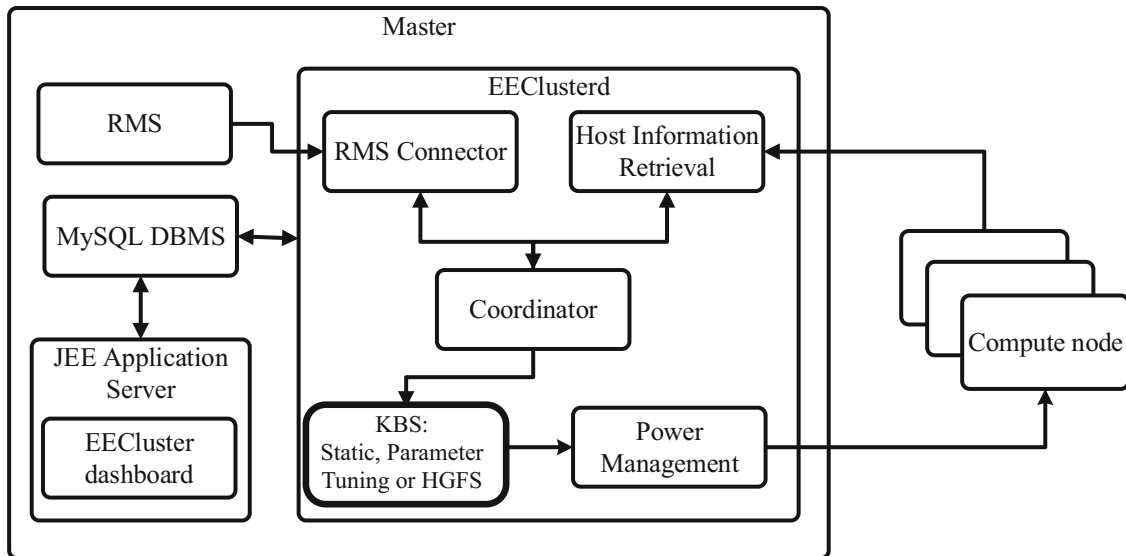 Master
EEClusterd
RMS
RMS Connector
Host Information
Retrieval
MySQL DBMS
Coordinator
Compute node
JEE Application
Server
EECluster
dashboard
KBS:
Static, Parameter
Tuning or HGFS
Power
Management